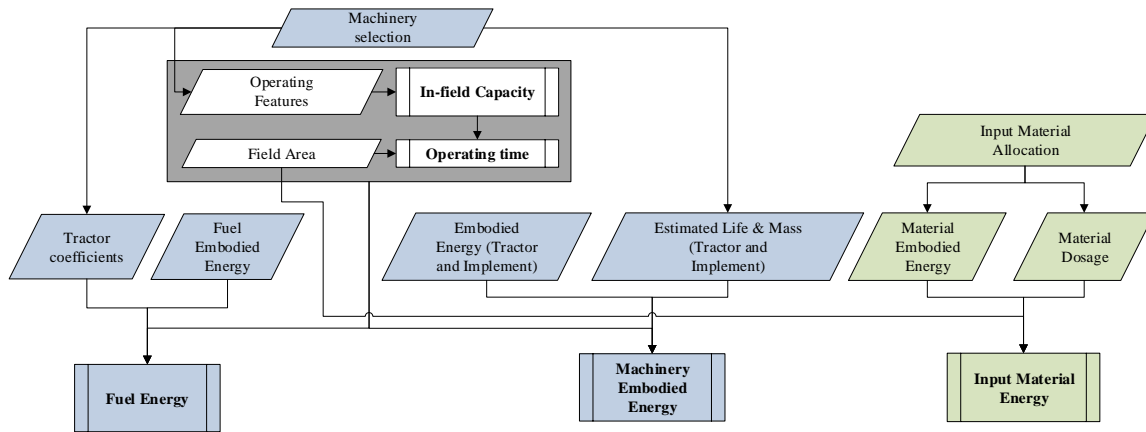 Machinery
selection
Operating
Features
In-field Capacity
Field Area
Operating time
Input Material
Allocation
Tractor
coefficients
Fuel
Embodied
Energy
Embodied
Energy (Tractor
and Implement)
Estimated Life & Mass
(Tractor and
Implement)
Material
Embodied
Energy
Material
Dosage
Fuel Energy
Machinery
Embodied
Energy
Input Material
Energy